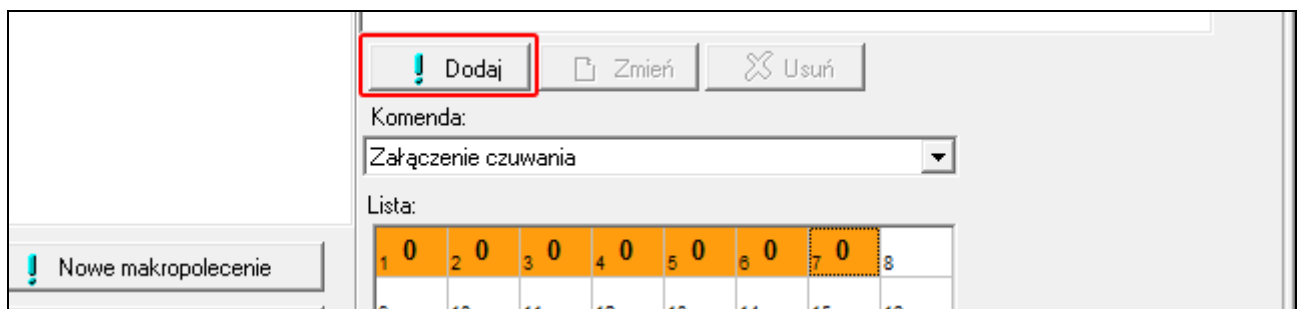 Dodaj Zmień Usuń
Komenda:
Załączenie czuwania
Lista:
1 0 2 0 3 0 4 0 5 0 6 0 7 0 8
Nowe makropolecenie